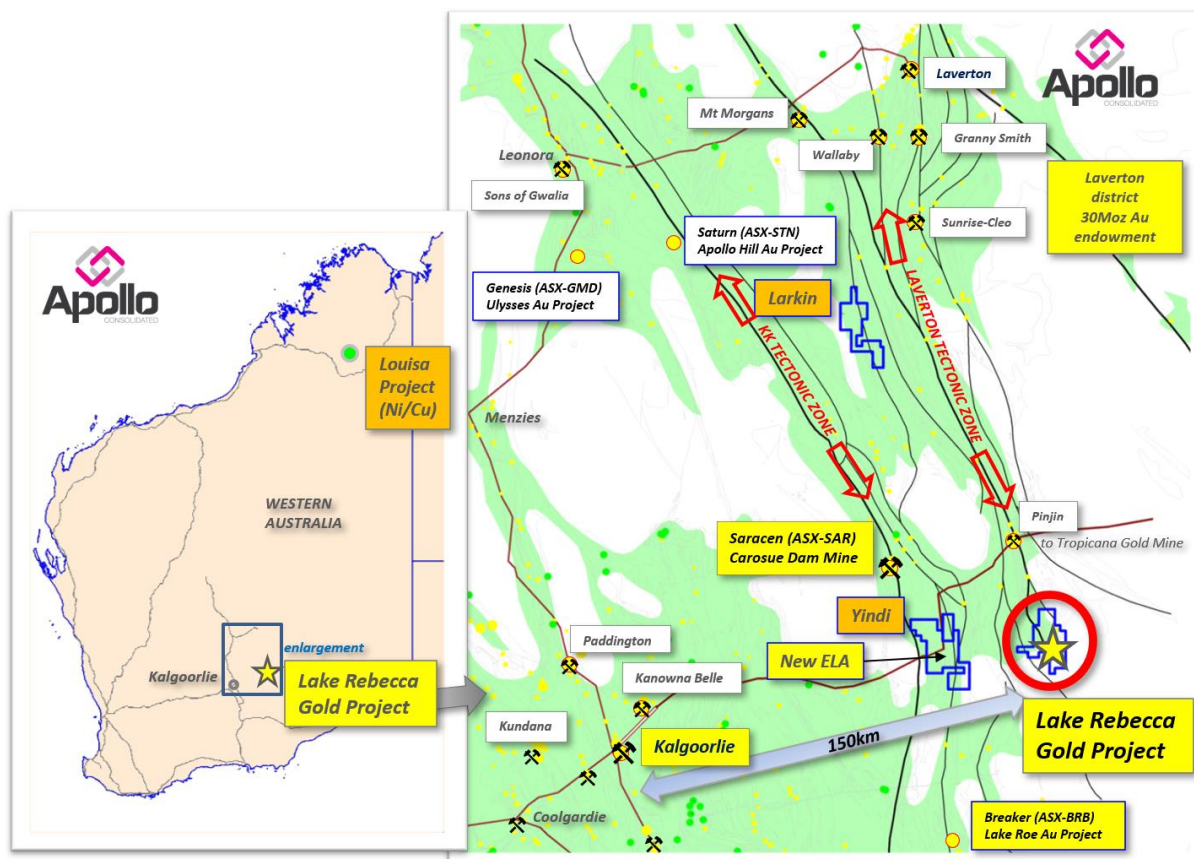 Apollo
CONSOLIDATED
Louisa
Project
(Ni/Cu)
WESTERN
AUSTRALIA
enlargement
Kalgoorlie
Lake Rebecca
Gold Project
Apollo
CONSOLIDATED
Laverton
Mt Morgans
Wallaby
Granny Smith
Leonora
Sons of Gwalia
Laverton
district
30Moz Au
endowment
Saturn (ASX-STN)
Apollo Hill Au Project
Sunrise-Cleo
Genesis (ASX-GMD)
Ulysses Au Project
Larkin
KK TECTONIC ZONE
LAVERTON TECTONIC ZONE
Menzies
Pinjin
to Tropicana Gold Mine
Saracen (ASX-SAR)
Carosue Dam Mine
Yindi
New ELA
Paddington
Kanowna Belle
Kundana
Kalgoorlie
150km
Lake Rebecca
Gold Project
Coolgardie
Breaker (ASX-BRB)
Lake Roe Au Project